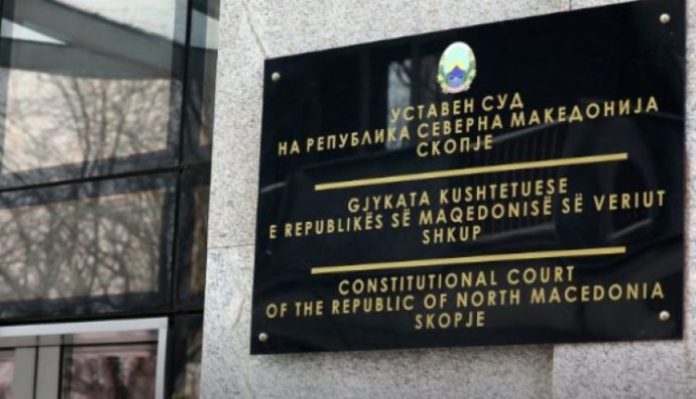 УСТАВЕН СУД
НА РЕПУБЛИКА СЕВЕРНА МАКЕДОНИЈА
СКОПЈЕ
GJYKATA KUSHTETUESE
E REPUBLIKËS SË MAQEDONISË SË VERIUT
SHKUP
CONSTITUTIONAL COURT
OF THE REPUBLIC OF NORTH MACEDONIA
SKOPJE